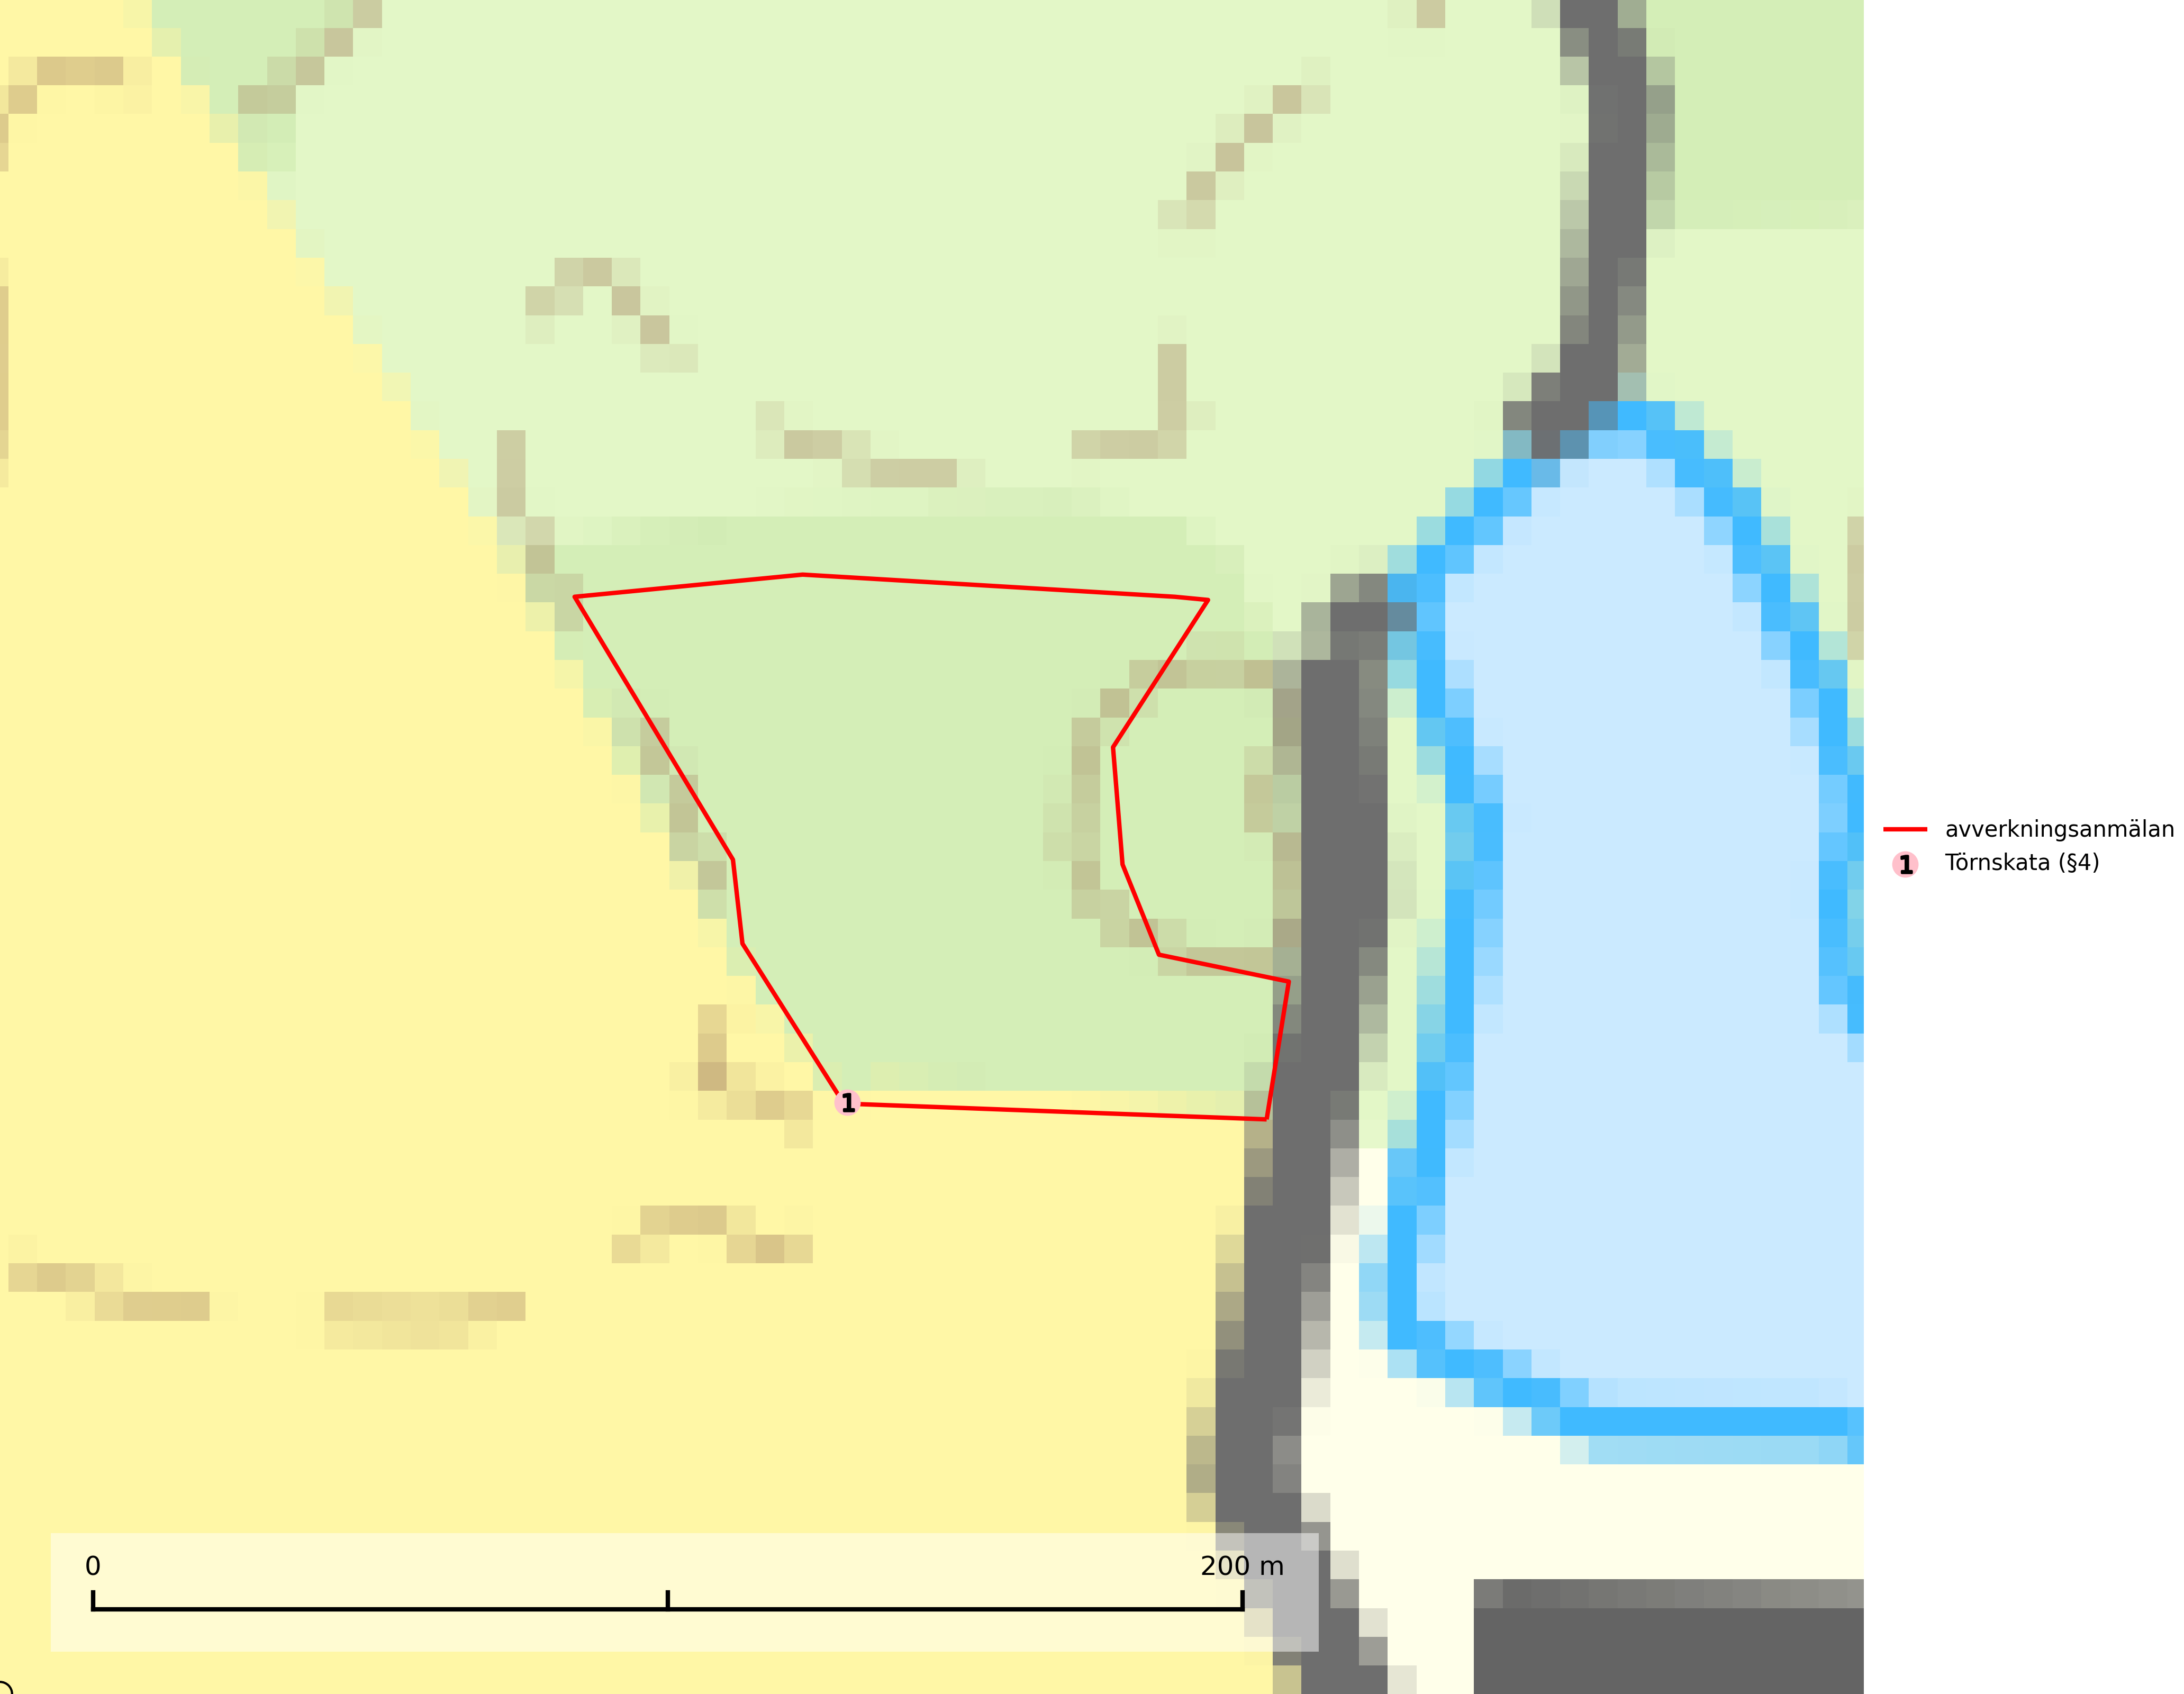 avverkningsanmälan
1 Törnskata (§4)
1
0 200 m